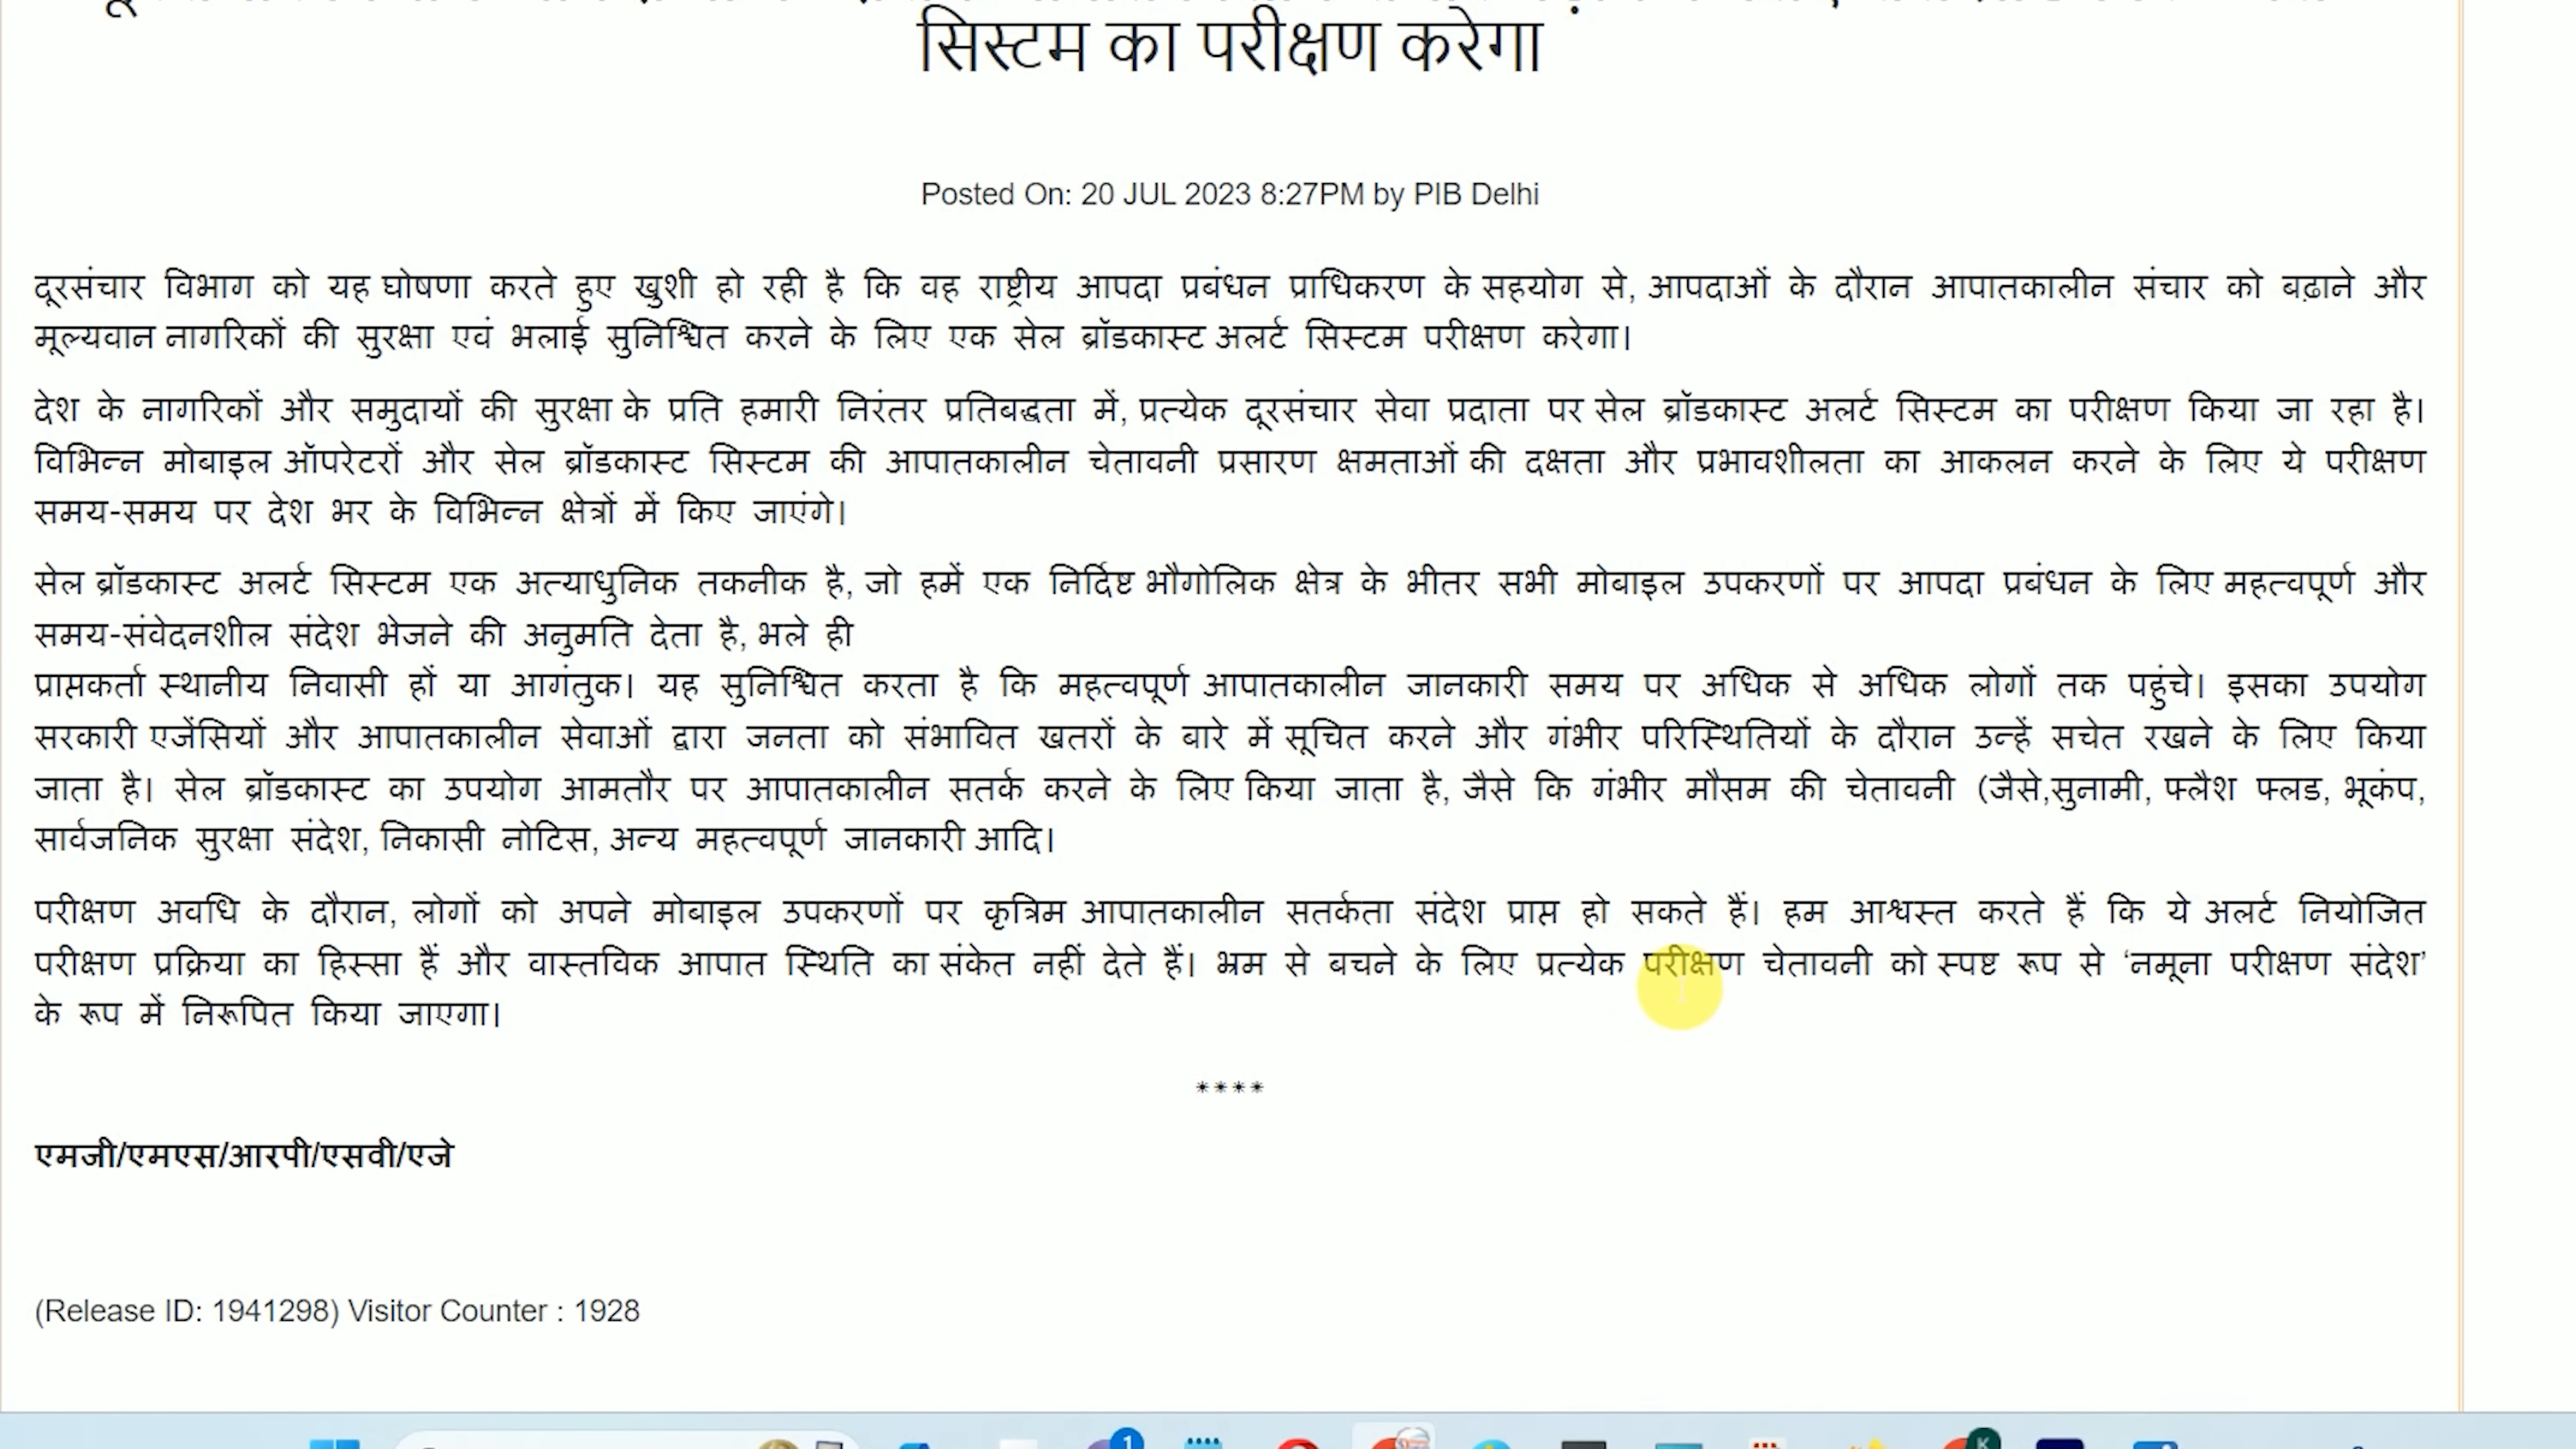 सिस्टम का परीक्षण करेगा
Posted On: 20 JUL 2023 8:27PM by PIB Delhi
दूरसंचार विभाग को यह घोषणा करते हुए खुशी हो रही है कि वह राष्ट्रीय आपदा प्रबंधन प्राधिकरण के सहयोग से, आपदाओं के दौरान आपातकालीन संचार को बढ़ाने और
मूल्यवान नागरिकों की सुरक्षा एवं भलाई सुनिश्चित करने के लिए एक सेल ब्रॉडकास्ट अलर्ट सिस्टम परीक्षण करेगा।
देश के नागरिकों और समुदायों की सुरक्षा के प्रति हमारी निरंतर प्रतिबद्धता में, प्रत्येक दूरसंचार सेवा प्रदाता पर सेल ब्रॉडकास्ट अलर्ट सिस्टम का परीक्षण किया जा रहा है।
विभिन्न मोबाइल ऑपरेटरों और सेल ब्रॉडकास्ट सिस्टम की आपातकालीन चेतावनी प्रसारण क्षमताओं की दक्षता और प्रभावशीलता का आकलन करने के लिए ये परीक्षण
समय-समय पर देश भर के विभिन्न क्षेत्रों में किए जाएंगे।
सेल ब्रॉडकास्ट अलर्ट सिस्टम एक अत्याधुनिक तकनीक है, जो हमें एक निर्दिष्ट भौगोलिक क्षेत्र के भीतर सभी मोबाइल उपकरणों पर आपदा प्रबंधन के लिए महत्वपूर्ण और
समय-संवेदनशील संदेश भेजने की अनुमति देता है, भले ही
प्राप्तकर्ता स्थानीय निवासी हों या आगंतुक। यह सुनिश्चित करता है कि महत्वपूर्ण आपातकालीन जानकारी समय पर अधिक से अधिक लोगों तक पहुंचे। इसका उपयोग
सरकारी एजेंसियों और आपातकालीन सेवाओं द्वारा जनता को संभावित खतरों के बारे में सूचित करने और गंभीर परिस्थितियों के दौरान उन्हें सचेत रखने के लिए किया
जाता है। सेल ब्रॉडकास्ट का उपयोग आमतौर पर आपातकालीन सतर्क करने के लिए किया जाता है, जैसे कि गंभीर मौसम की चेतावनी (जैसे,सुनामी, फ्लैश फ्लड, भूकंप,
सार्वजनिक सुरक्षा संदेश, निकासी नोटिस, अन्य महत्वपूर्ण जानकारी आदि।
परीक्षण अवधि के दौरान, लोगों को अपने मोबाइल उपकरणों पर कृत्रिम आपातकालीन सतर्कता संदेश प्राप्त हो सकते हैं। हम आश्वस्त करते हैं कि ये अलर्ट नियोजित
परीक्षण प्रक्रिया का हिस्सा हैं और वास्तविक आपात स्थिति का संकेत नहीं देते हैं। भ्रम से बचने के लिए प्रत्येक परीक्षण चेतावनी को स्पष्ट रूप से ‘नमूना परीक्षण संदेश’
के रूप में निरूपित किया जाएगा।
****
एमजी/एमएस/आरपी/एसवी/एजे
(Release ID: 1941298) Visitor Counter : 1928
1
K